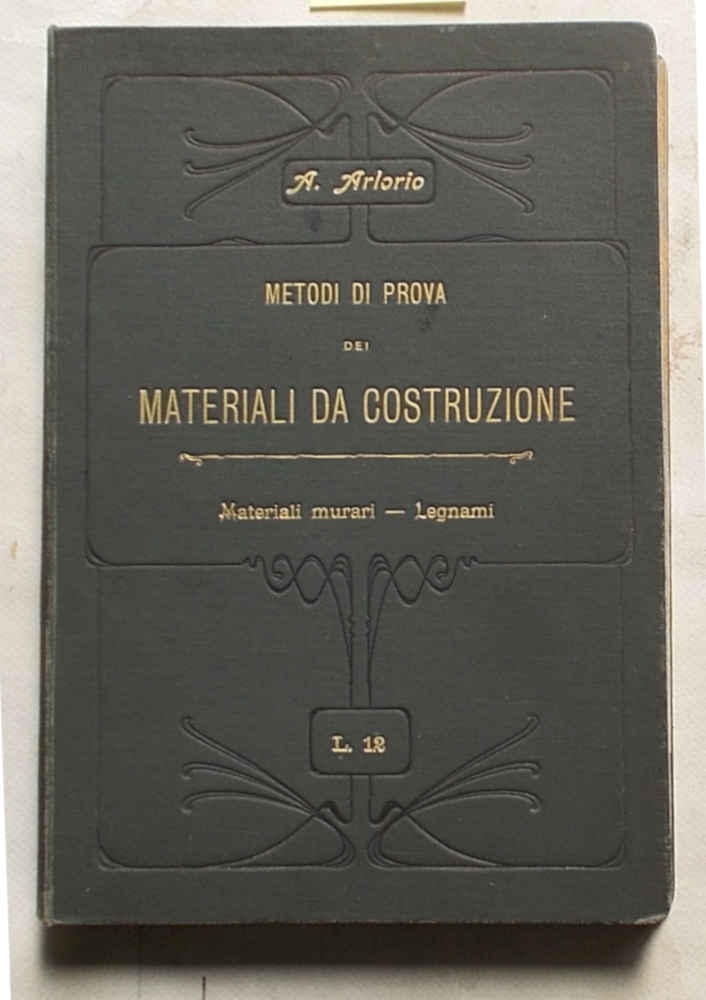 A. Arlorio
METODI DI PROVA
DEI
MATERIALI DA COSTRUZIONE
Materiali murari — Legnami
L. 12